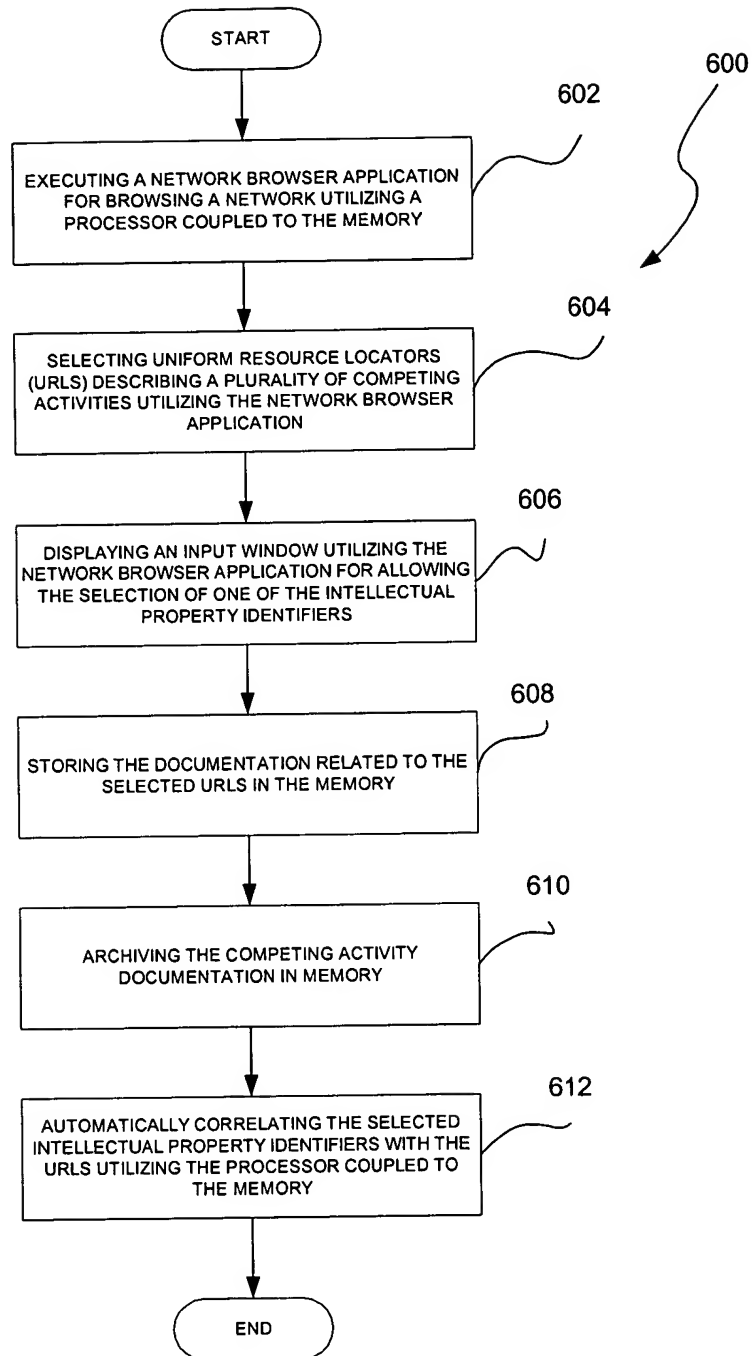 START
600
602
EXECUTING A NETWORK BROWSER APPLICATION
FOR BROWSING A NETWORK UTILIZING A
PROCESSOR COUPLED TO THE MEMORY
604
SELECTING UNIFORM RESOURCE LOCATORS
(URLS) DESCRIBING A PLURALITY OF COMPETING
ACTIVITIES UTILIZING THE NETWORK BROWSER
APPLICATION
606
DISPLAYING AN INPUT WINDOW UTILIZING THE
NETWORK BROWSER APPLICATION FOR ALLOWING
THE SELECTION OF ONE OF THE INTELLECTUAL
PROPERTY IDENTIFIERS
608
STORING THE DOCUMENTATION RELATED TO THE
SELECTED URLS IN THE MEMORY
610
ARCHIVING THE COMPETING ACTIVITY
DOCUMENTATION IN MEMORY
612
AUTOMATICALLY CORRELATING THE SELECTED
INTELLECTUAL PROPERTY IDENTIFIERS WITH THE
URLS UTILIZING THE PROCESSOR COUPLED TO
THE MEMORY
END